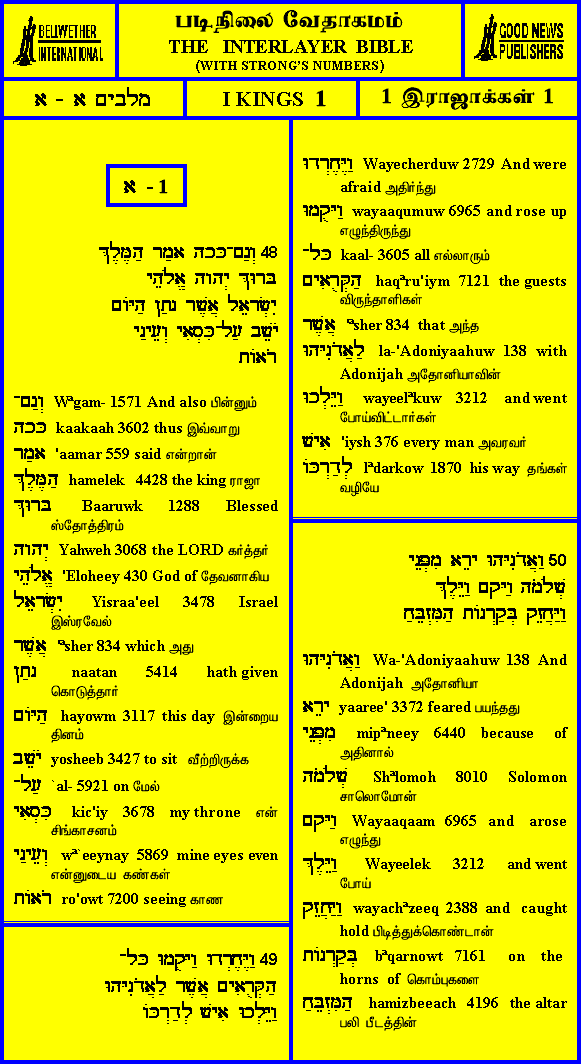 BELLWETHER
INTERNATIONAL
படிநிலை வேதாகமம்
THE INTERLAYER BIBLE
(WITH STRONG'S NUMBERS)
GOOD NEWS
PUBLISHERS
מלבים א - א
I KINGS 1
1 இராஜாக்கள் 1
א - 1
48 וְגַם־כׇּכׇה אׇמַר הַמֶּלֶךְ
בׇּרוּךְ יְהוׇה אֱלֹהֵי
יִשְׂרׇאֵל אֲשֶׁר נׇתַן הַיּוֹם
יֹשֵׁב עַל־כִּסְאִי וְעֵינַי
רֹאוֹת
וְגַם־ Wᵊgam- 1571 And also பின்னும்
כׇּכׇה kaakaah 3602 thus இவ்வாறு
אׇמַר 'aamar 559 said என்றான்
הַמֶּלֶךְ hamelek 4428 the king ராஜா
בׇּרוּךְ Baaruwk 1288 Blessed
ஸ்தோத்திரம்
יְהוׇה Yahweh 3068 the LORD கர்த்தர்
אֱלֹהֵי 'Eloheey 430 God of தேவனாகிய
יִשְׂרׇאֵל Yisraa'eel 3478 Israel
இஸ்ரவேல்
אֲשֶׁר ᵃsher 834 which அது
נׇתַן naatan 5414 hath given
கொடுத்தார்
הַיּוֹם hayowm 3117 this day இன்றைய
தினம்
יֹשֵׁב yosheeb 3427 to sit வீற்றிருக்க
עַל־ `al- 5921 on மேல்
כִּסְאִי kic'iy 3678 my throne என்
சிங்காசனம்
וְעֵינַי wᵊ`eeynay 5869 mine eyes even
என்னுடைய கண்கள்
רֹאוֹת ro'owt 7200 seeing காண
49 וַיֶּחֶרְדוּ וַיׇּקֻמוּ כׇּל־
הַקְּרֻאִים אֲשֶׁר לַאֲדֹנִיׇּהוּ
וַיֵּלְכוּ אִישׁ לְדַרְכּוֹ
וַיֶּחֶרְדוּ Wayecherduw 2729 And were
afraid அதிர்ந்து
וַיׇּקֻמוּ wayaaqumuw 6965 and rose up
எழுந்திருந்து
כׇּל־ kaal- 3605 all எல்லாரும்
הַקְּרֻאִים haqᵊru'iym 7121 the guests
விருந்தாளிகள்
אֲשֶׁר ᵃsher 834 that அந்த
לַאֲדֹנִיׇּהוּ la-'Adoniyaahuw 138 with
Adonijah அதோனியாவின்
וַיֵּלְכוּ wayeelᵊkuw 3212 and went
போய்விட்டார்கள்
אִישׁ 'iysh 376 every man அவரவர்
לְדַרְכּוֹ lᵊdarkow 1870 his way தங்கள்
வழியே
50 וַאֲדֹנִיׇּהוּ יׇרֵא מִפְּנֵי
שְׁלֹמֹה וַיׇּקׇם וַיֵּלֶךְ
וַיַּחֲזֵק בְּקַרְנוֹת הַמִּזְבֵּחַ
וַאֲדֹנִיׇּהוּ Wa-'Adoniyaahuw 138 And
Adonijah அதோனியா
יׇרֵא yaaree' 3372 feared பயந்தது
מִפְּנֵי mipᵊneey 6440 because of
அதினால்
שְׁלֹמֹה Shᵊlomoh 8010 Solomon
சாலொமோன்
וַיׇּקׇם Wayaaqaam 6965 and arose
எழுந்து
וַיֵּלֶךְ Wayeelek 3212 and went
போய்
וַיַּחֲזֵק wayachᵃzeeq 2388 and caught
hold பிடித்துக்கொண்டான்
בְּקַרְנוֹת bᵊqarnowt 7161 on the
horns of கொம்புகளை
הַמִּזְבֵּחַ hamizbeeach 4196 the altar
பலி பீடத்தின்